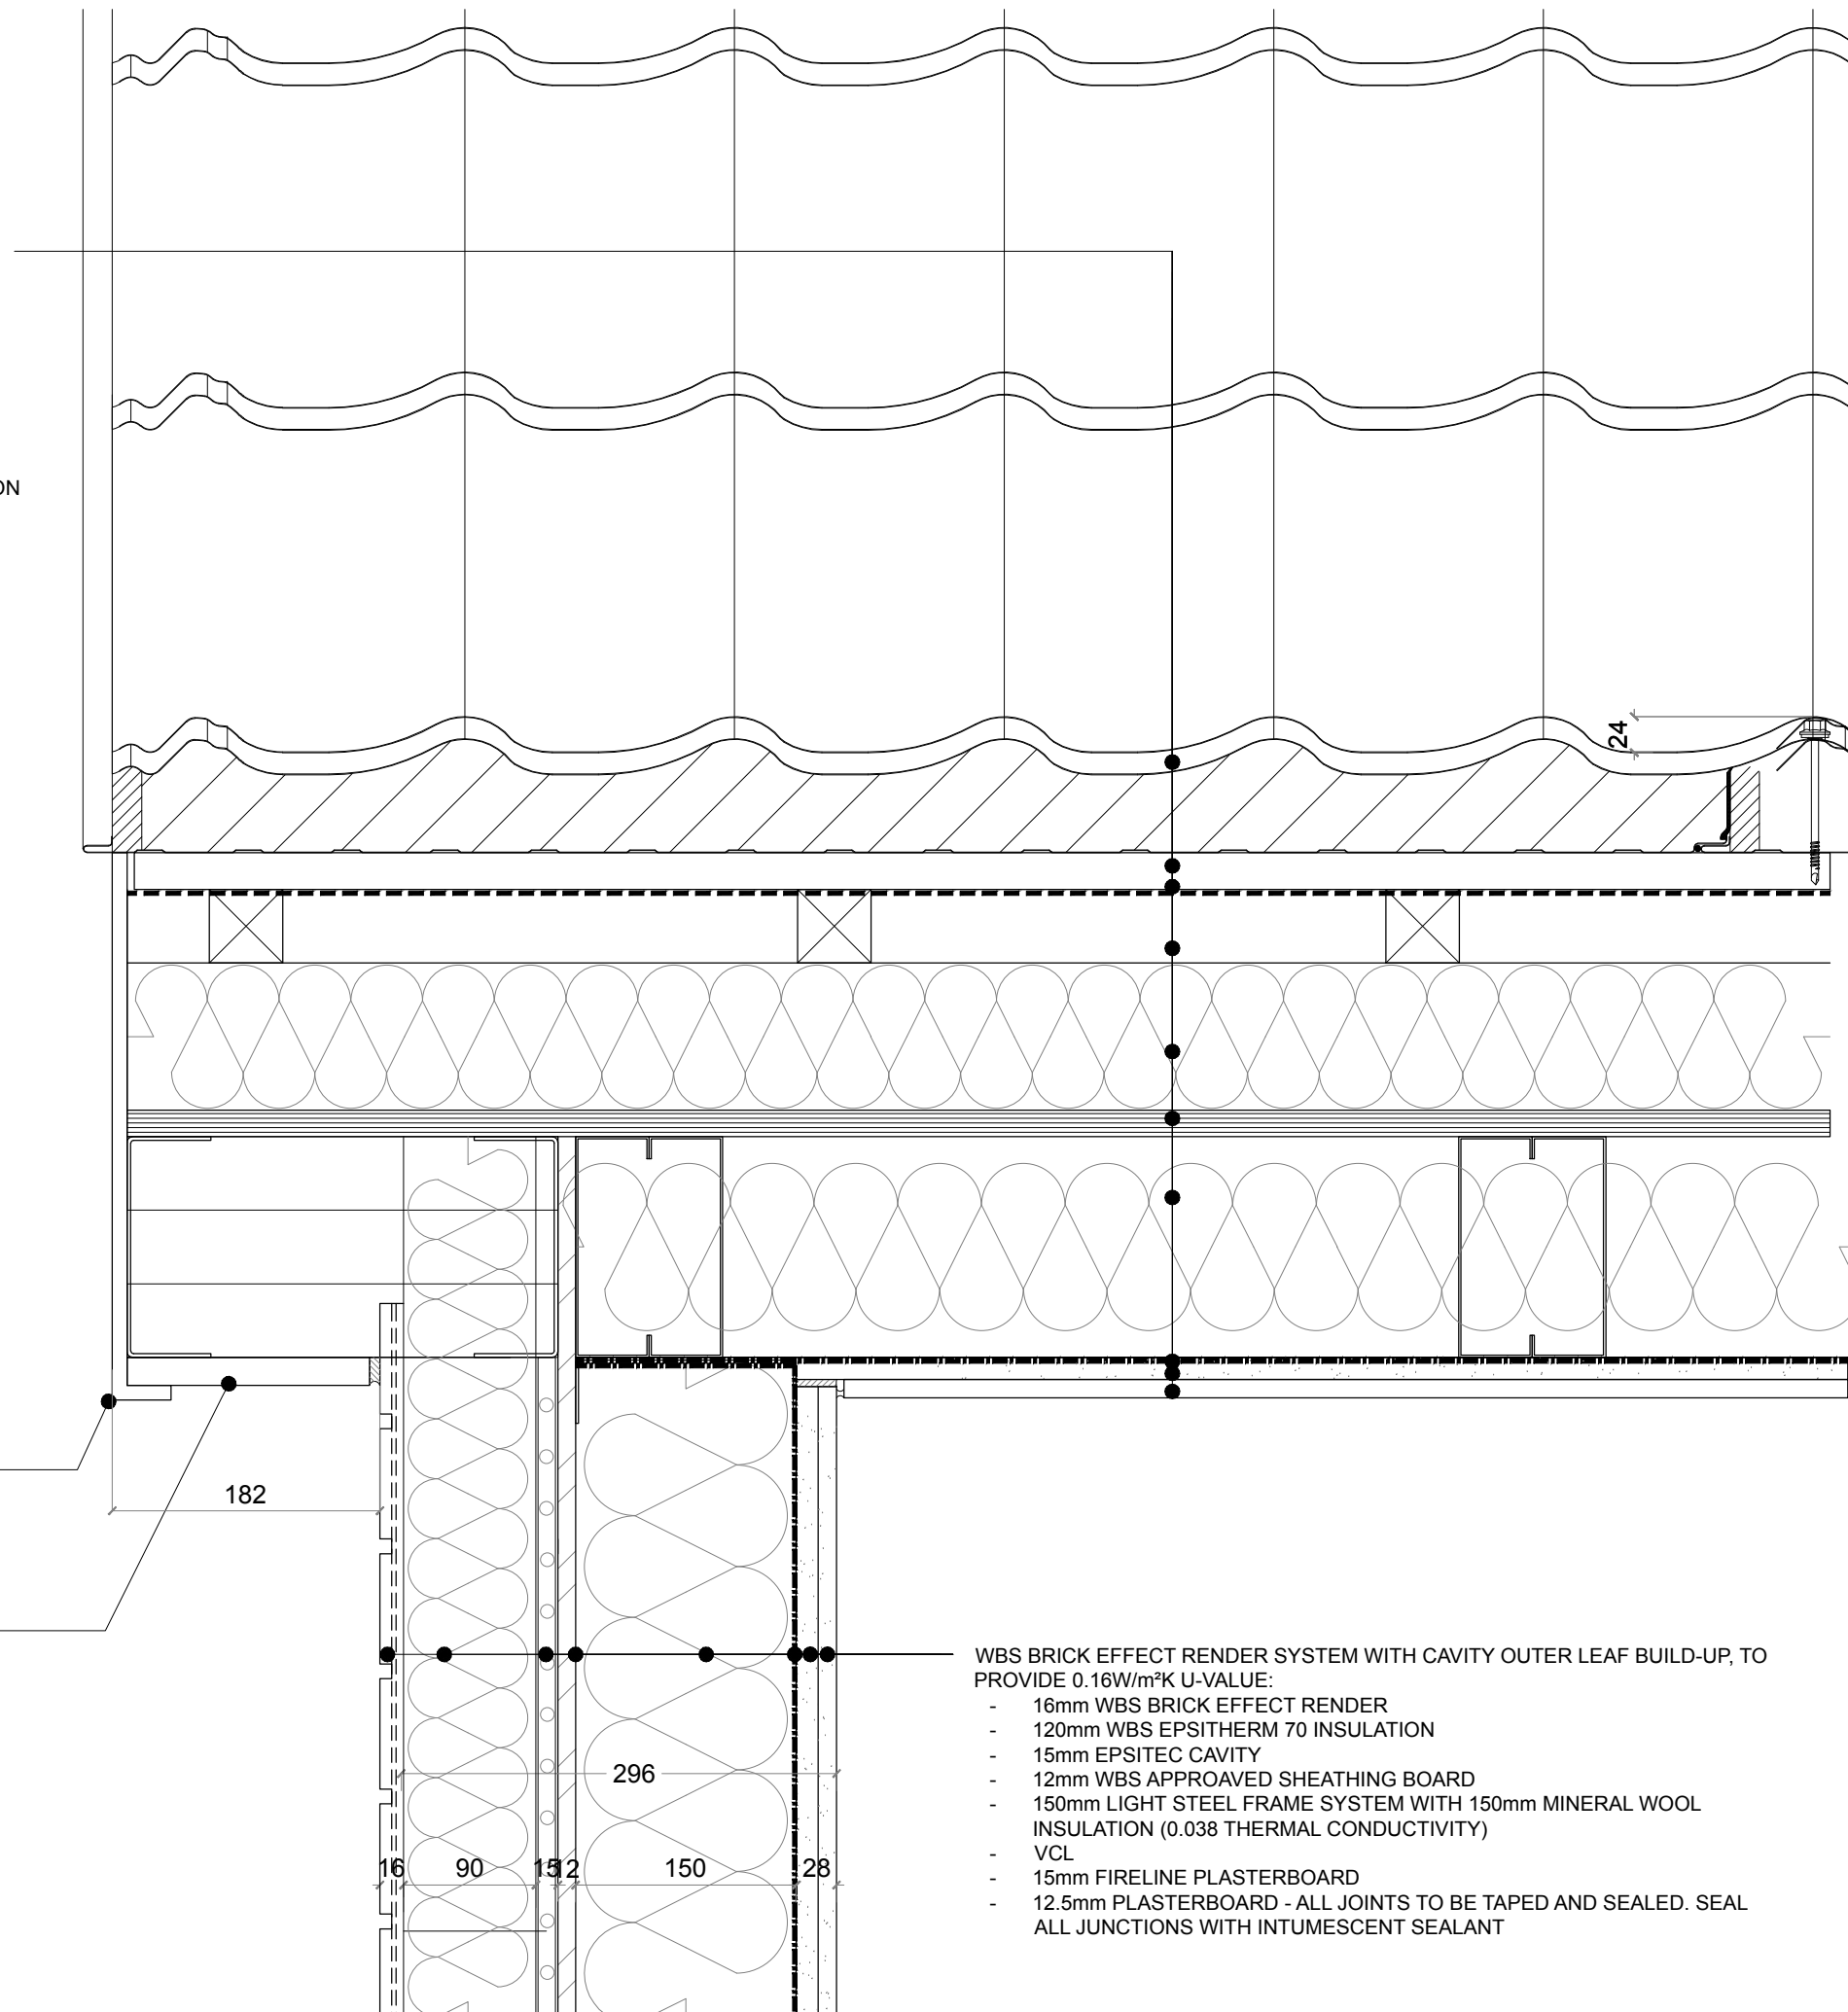 ON
24
182
WBS BRICK EFFECT RENDER SYSTEM WITH CAVITY OUTER LEAF BUILD-UP, TO
PROVIDE 0.16W/m²K U-VALUE:
- 16mm WBS BRICK EFFECT RENDER
- 120mm WBS EPSITHERM 70 INSULATION
- 15mm EPSITEC CAVITY
- 12mm WBS APPROAVED SHEATHING BOARD
- 150mm LIGHT STEEL FRAME SYSTEM WITH 150mm MINERAL WOOL
INSULATION (0.038 THERMAL CONDUCTIVITY)
- VCL
- 15mm FIRELINE PLASTERBOARD
- 12.5mm PLASTERBOARD - ALL JOINTS TO BE TAPED AND SEALED. SEAL
ALL JUNCTIONS WITH INTUMESCENT SEALANT
296
16 90 15 12 150 28